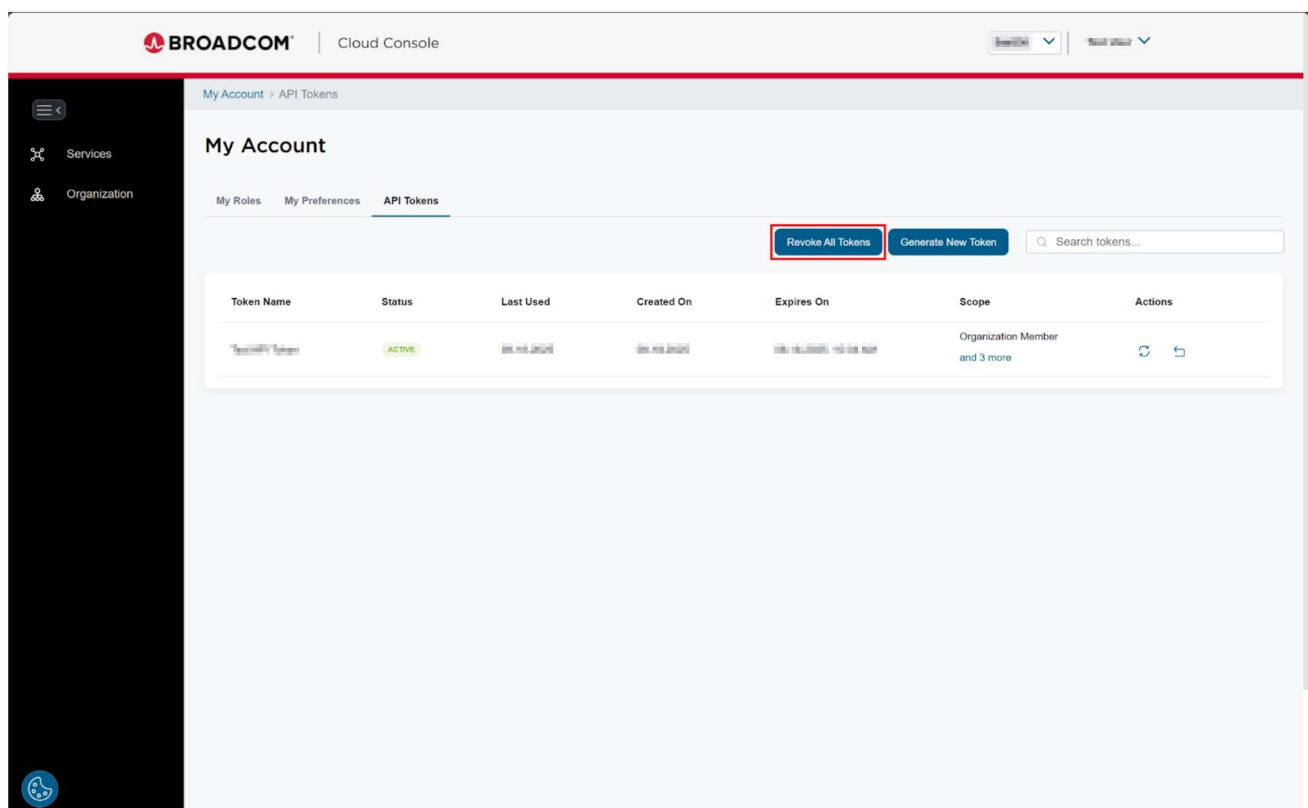 BROADCOM Cloud Console
My Account › API Tokens
Services
Organization
My Account
My Roles My Preferences API Tokens
Revoke All Tokens Generate New Token Search tokens...
Token Name Status Last Used Created On Expires On Scope Actions
ACTIVE Organization Member
and 3 more